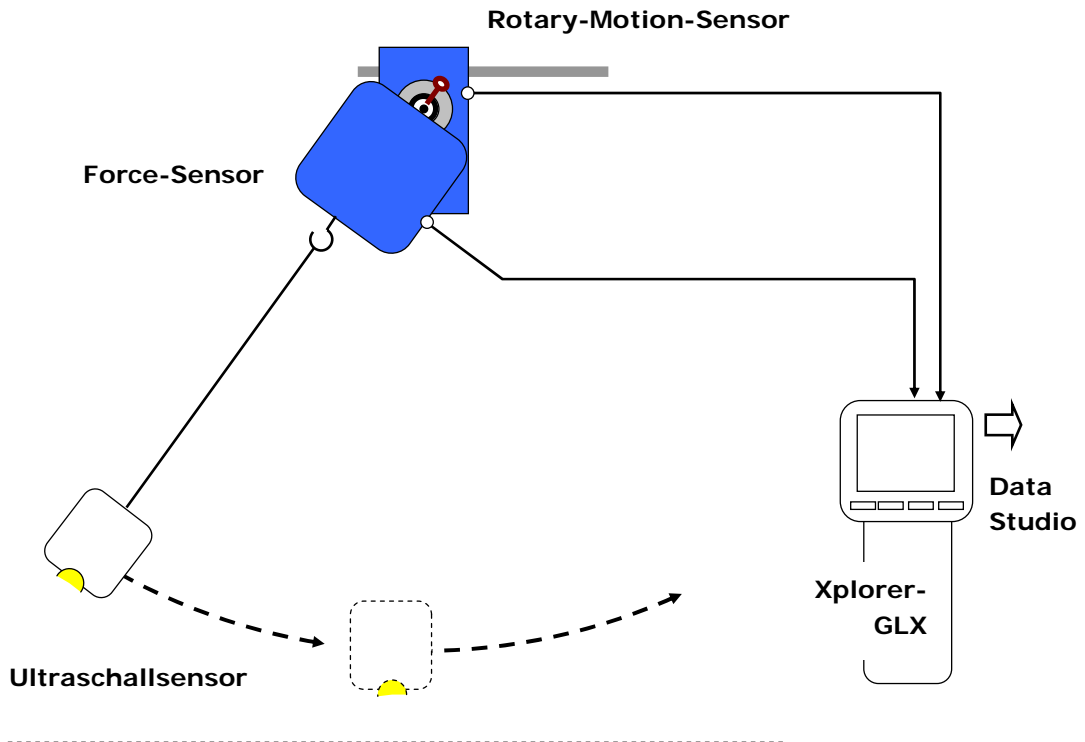 Rotary-Motion-Sensor
Force-Sensor
Data
Studio
Xplorer-
GLX
Ultraschallsensor